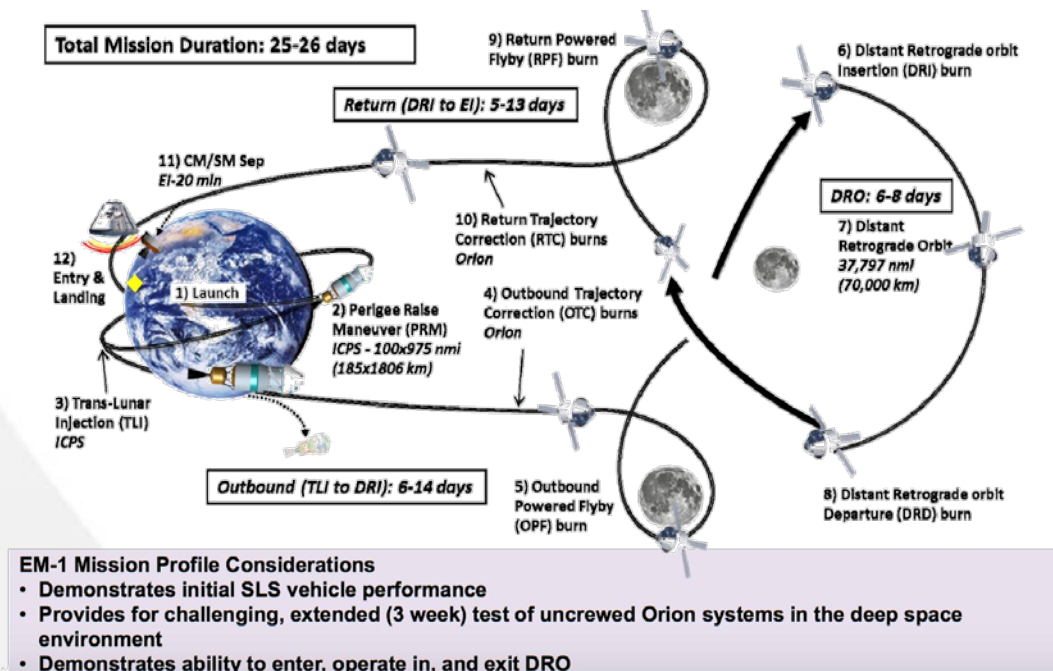 Total Mission Duration: 25-26 days
9) Return Powered
Flyby (RPF) burn
6) Distant Retrograde orbit
Insertion (DRI) burn
Return (DRI to EI): 5-13 days
11) CM/SM Sep
EI-20 min
DRO: 6-8 days
7) Distant
Retrograde Orbit
37,797 nmi
(70,000 km)
10) Return Trajectory
Correction (RTC) burns
Orion
12)
Entry &
Landing
1) Launch
2) Perigee Raise
Maneuver (PRM)
ICPS - 100x975 nmi
(185x1806 km)
4) Outbound Trajectory
Correction (OTC) burns
Orion
3) Trans-Lunar
Injection (TLI)
ICPS
Outbound (TLI to DRI): 6-14 days
5) Outbound
Powered Flyby
(OPF) burn
8) Distant Retrograde orbit
Departure (DRD) burn
EM-1 Mission Profile Considerations
• Demonstrates initial SLS vehicle performance
• Provides for challenging, extended (3 week) test of uncrewed Orion systems in the deep space
environment
• Demonstrates ability to enter, operate in, and exit DRO